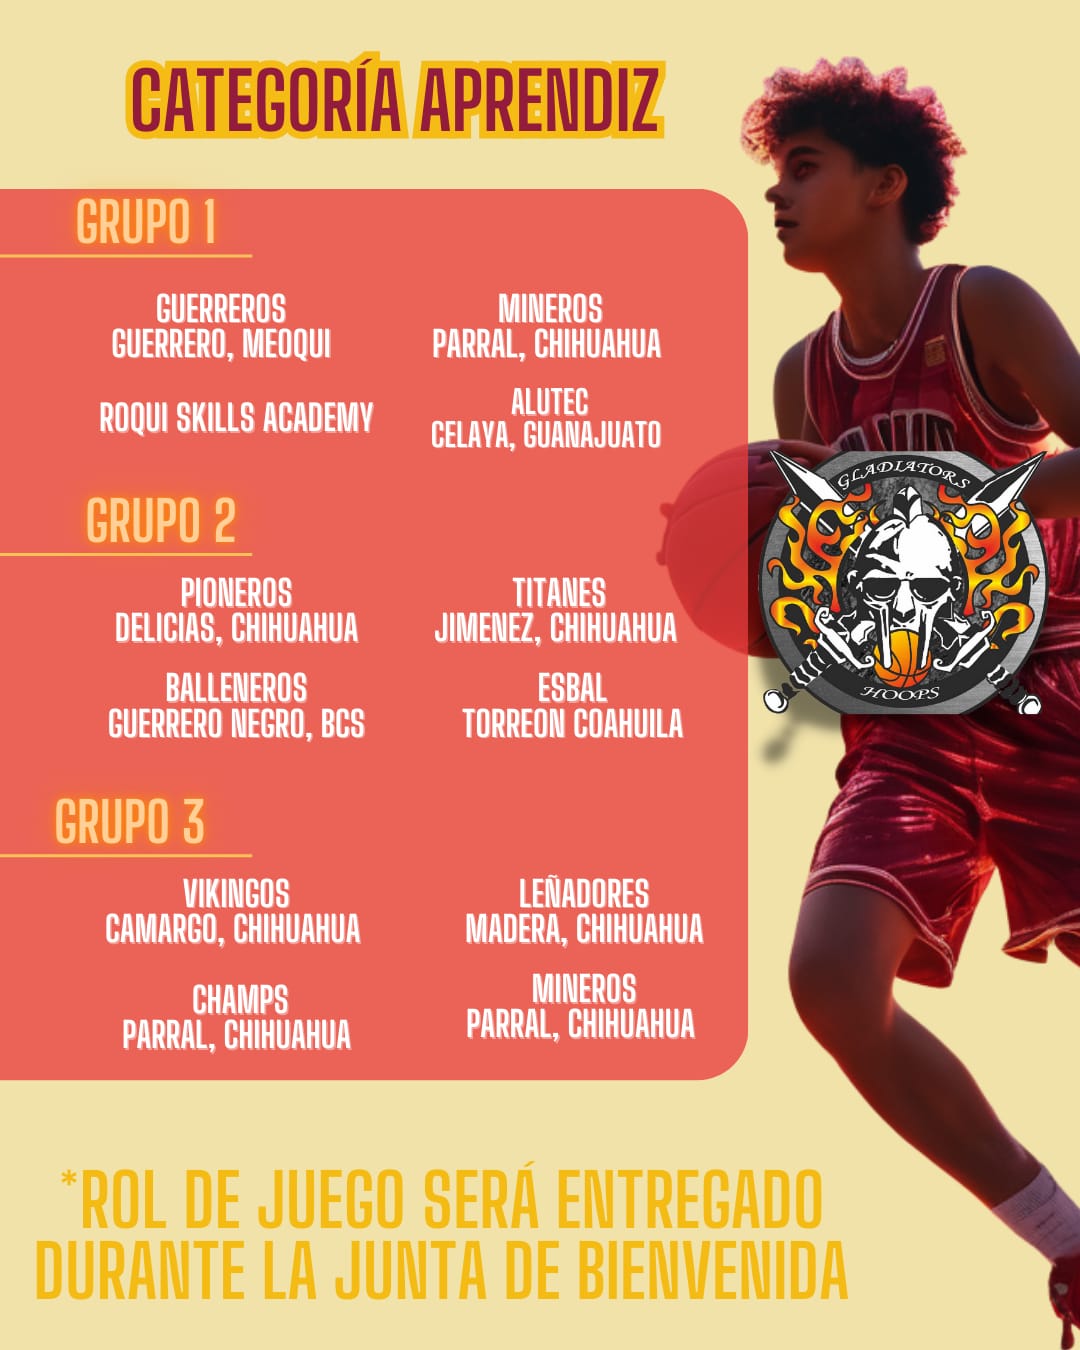 CATEGORÍA APRENDIZ
GRUPO 1
GUERREROS
GUERRERO, MEOQUI
MINEROS
PARRAL, CHIHUAHUA
ROQUI SKILLS ACADEMY
ALUTEC
CELAYA, GUANAJUATO
GRUPO 2
PIONEROS
DELICIAS, CHIHUAHUA
TITANES
JIMENEZ, CHIHUAHUA
BALLENEROS
GUERRERO NEGRO, BCS
ESBAL
TORREON COAHUILA
GRUPO 3
VIKINGOS
CAMARGO, CHIHUAHUA
LEÑADORES
MADERA, CHIHUAHUA
CHAMPS
PARRAL, CHIHUAHUA
MINEROS
PARRAL, CHIHUAHUA
GLADIATORS
HOOPS
*ROL DE JUEGO SERÁ ENTREGADO
DURANTE LA JUNTA DE BIENVENIDA